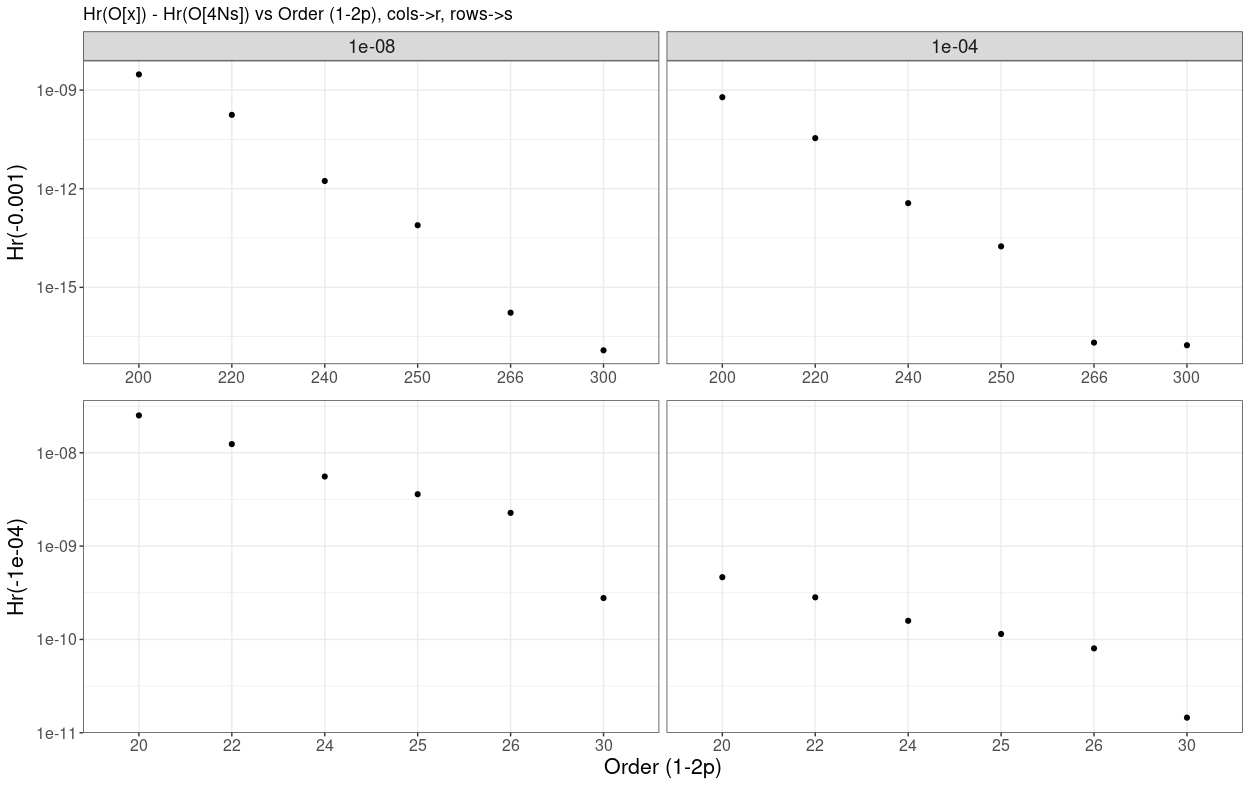 Hr(O[x]) - Hr(O[4Ns]) vs Order (1-2p), cols->r, rows->s
1e-08
1e-04
Hr(-0.001)
1e-09
1e-12
1e-15
200 220 240 250 266 300
200 220 240 250 266 300
Hr(-1e-04)
1e-08
1e-09
1e-10
1e-11
20 22 24 25 26 30
20 22 24 25 26 30
Order (1-2p)